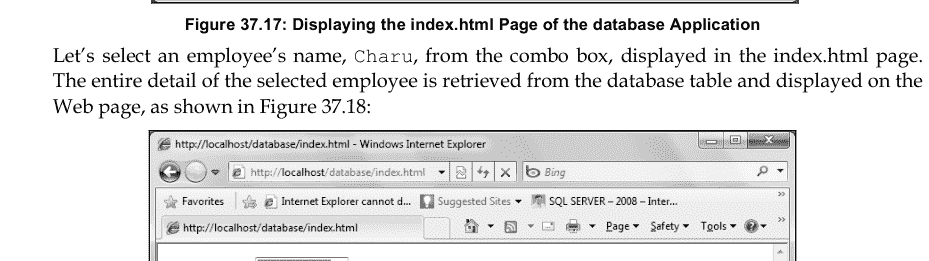 Figure 37.17: Displaying the index.html Page of the database Application
Let's select an employee's name, Charu, from the combo box, displayed in the index.html page.
The entire detail of the selected employee is retrieved from the database table and displayed on the
Web page, as shown in Figure 37.18:
http://localhost/database/index.html - Windows Internet Explorer
http://localhost/database/index.html Bing
Favorites Internet Explorer cannot d... Suggested Sites SQL SERVER – 2008 – Inter...
http://localhost/database/index.html Page Safety Tools